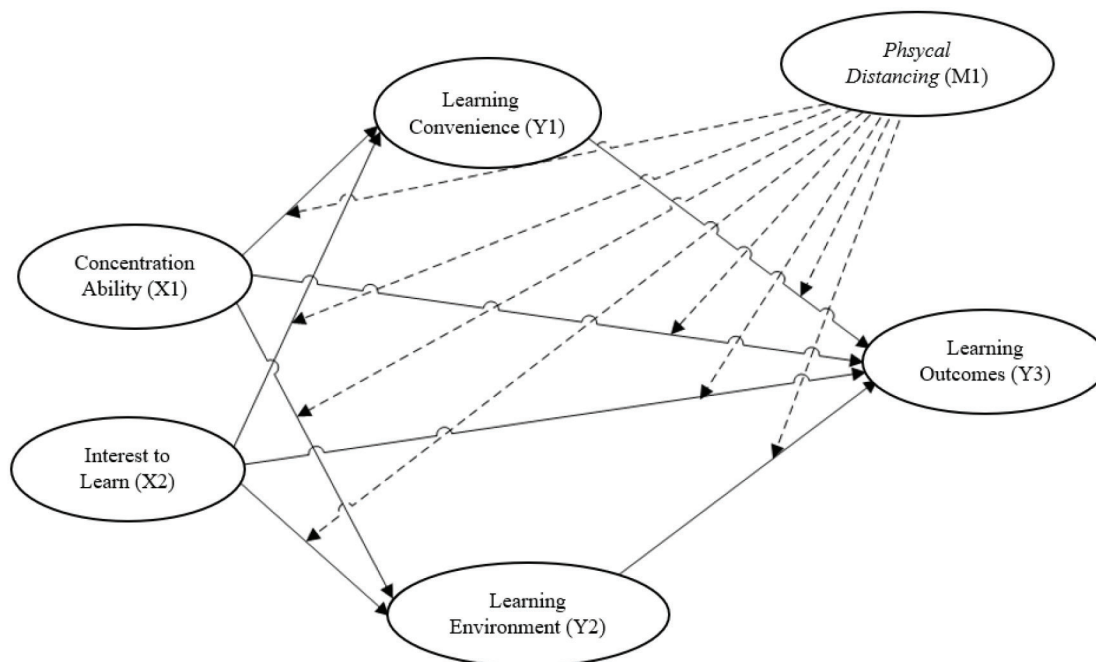 Phsycal
Distancing (M1)
Learning
Convenience (Y1)
Concentration
Ability (X1)
Learning
Outcomes (Y3)
Interest to
Learn (X2)
Learning
Environment (Y2)